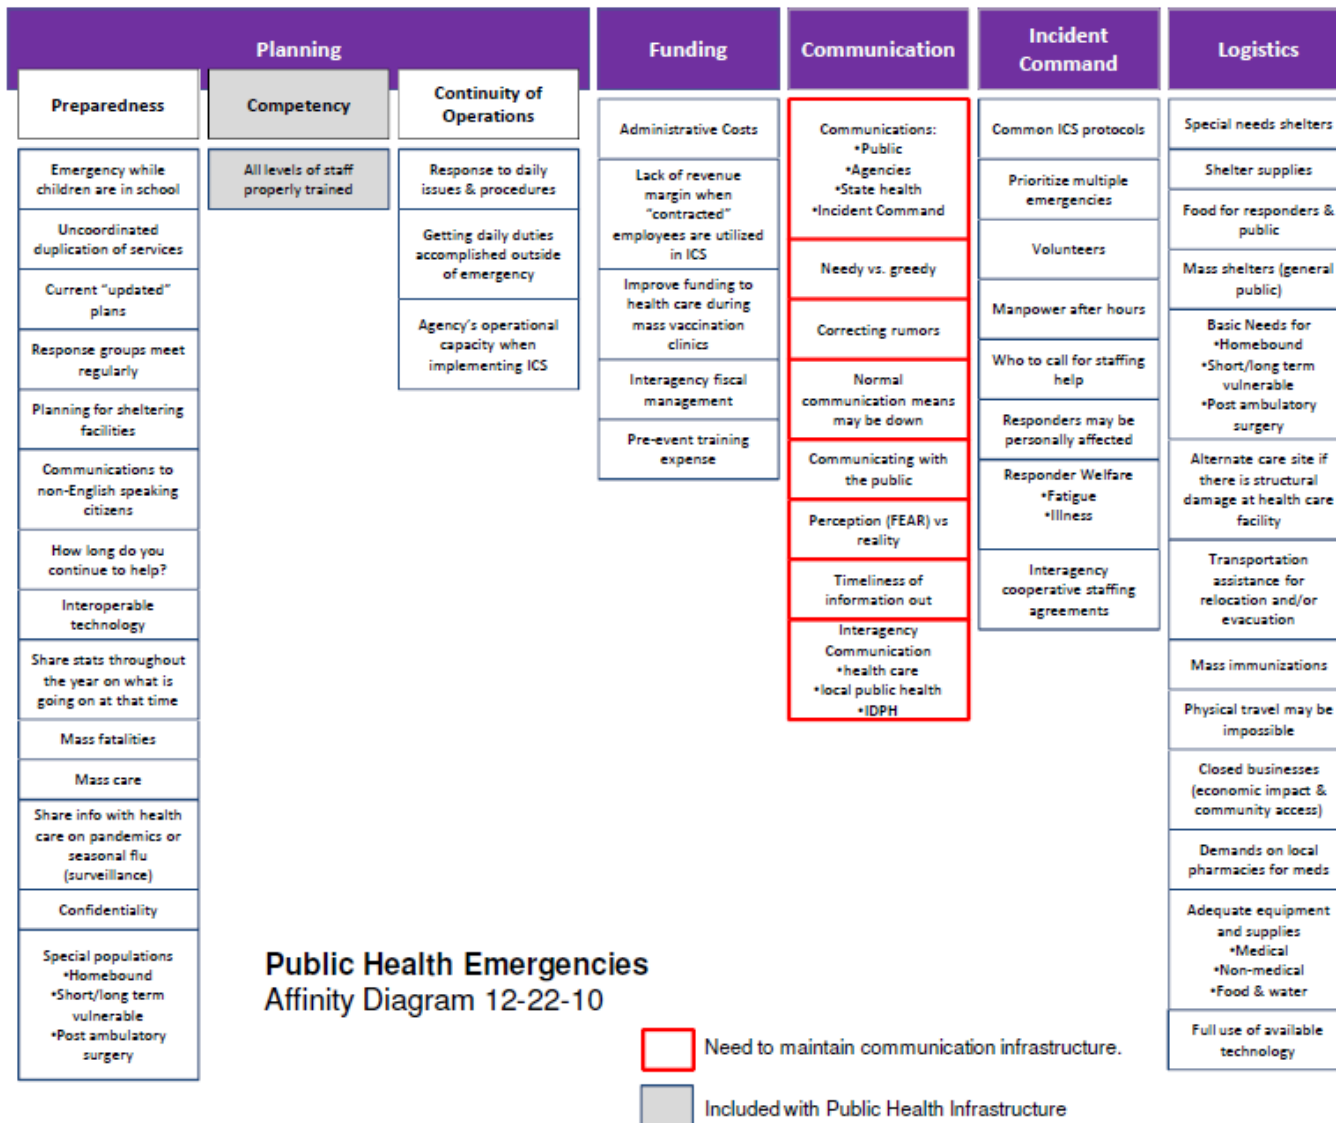 Planning
Funding
Communication
Incident
Command
Logistics
Preparedness
Competency
Continuity of
Operations
Emergency while
children are in school
Uncoordinated
duplication of services
Current “updated”
plans
Response groups meet
regularly
Planning for sheltering
facilities
Communications to
non-English speaking
citizens
How long do you
continue to help?
Interoperable
technology
Share stats throughout
the year on what is
going on at that time
Mass fatalities
Mass care
Share info with health
care on pandemics or
seasonal flu
(surveillance)
Confidentiality
Special populations
•Homebound
•Short/long term
vulnerable
•Post ambulatory
surgery
All levels of staff
properly trained
Response to daily
issues & procedures
Getting daily duties
accomplished outside
of emergency
Agency’s operational
capacity when
implementing ICS
Administrative Costs
Lack of revenue
margin when
“contracted”
employees are utilized
in ICS
Improve funding to
health care during
mass vaccination
clinics
Interagency fiscal
management
Pre-event training
expense
Communications:
•Public
•Agencies
•State health
•Incident Command
Needy vs. greedy
Correcting rumors
Normal
communication means
may be down
Communicating with
the public
Perception (FEAR) vs
reality
Timeliness of
information out
Interagency
Communication
•health care
•local public health
•IDPH
Common ICS protocols
Prioritize multiple
emergencies
Volunteers
Manpower after hours
Who to call for staffing
help
Responders may be
personally affected
Responder Welfare
•Fatigue
•Illness
Interagency
cooperative staffing
agreements
Special needs shelters
Shelter supplies
Food for responders &
public
Mass shelters (general
public)
Basic Needs for
•Homebound
•Short/long term
vulnerable
•Post ambulatory
surgery
Alternate care site if
there is structural
damage at health care
facility
Transportation
assistance for
relocation and/or
evacuation
Mass immunizations
Physical travel may be
impossible
Closed businesses
(economic impact &
community access)
Demands on local
pharmacies for meds
Adequate equipment
and supplies
•Medical
•Non-medical
•Food & water
Full use of available
technology
Public Health Emergencies
Affinity Diagram 12-22-10
Need to maintain communication infrastructure.
Included with Public Health Infrastructure